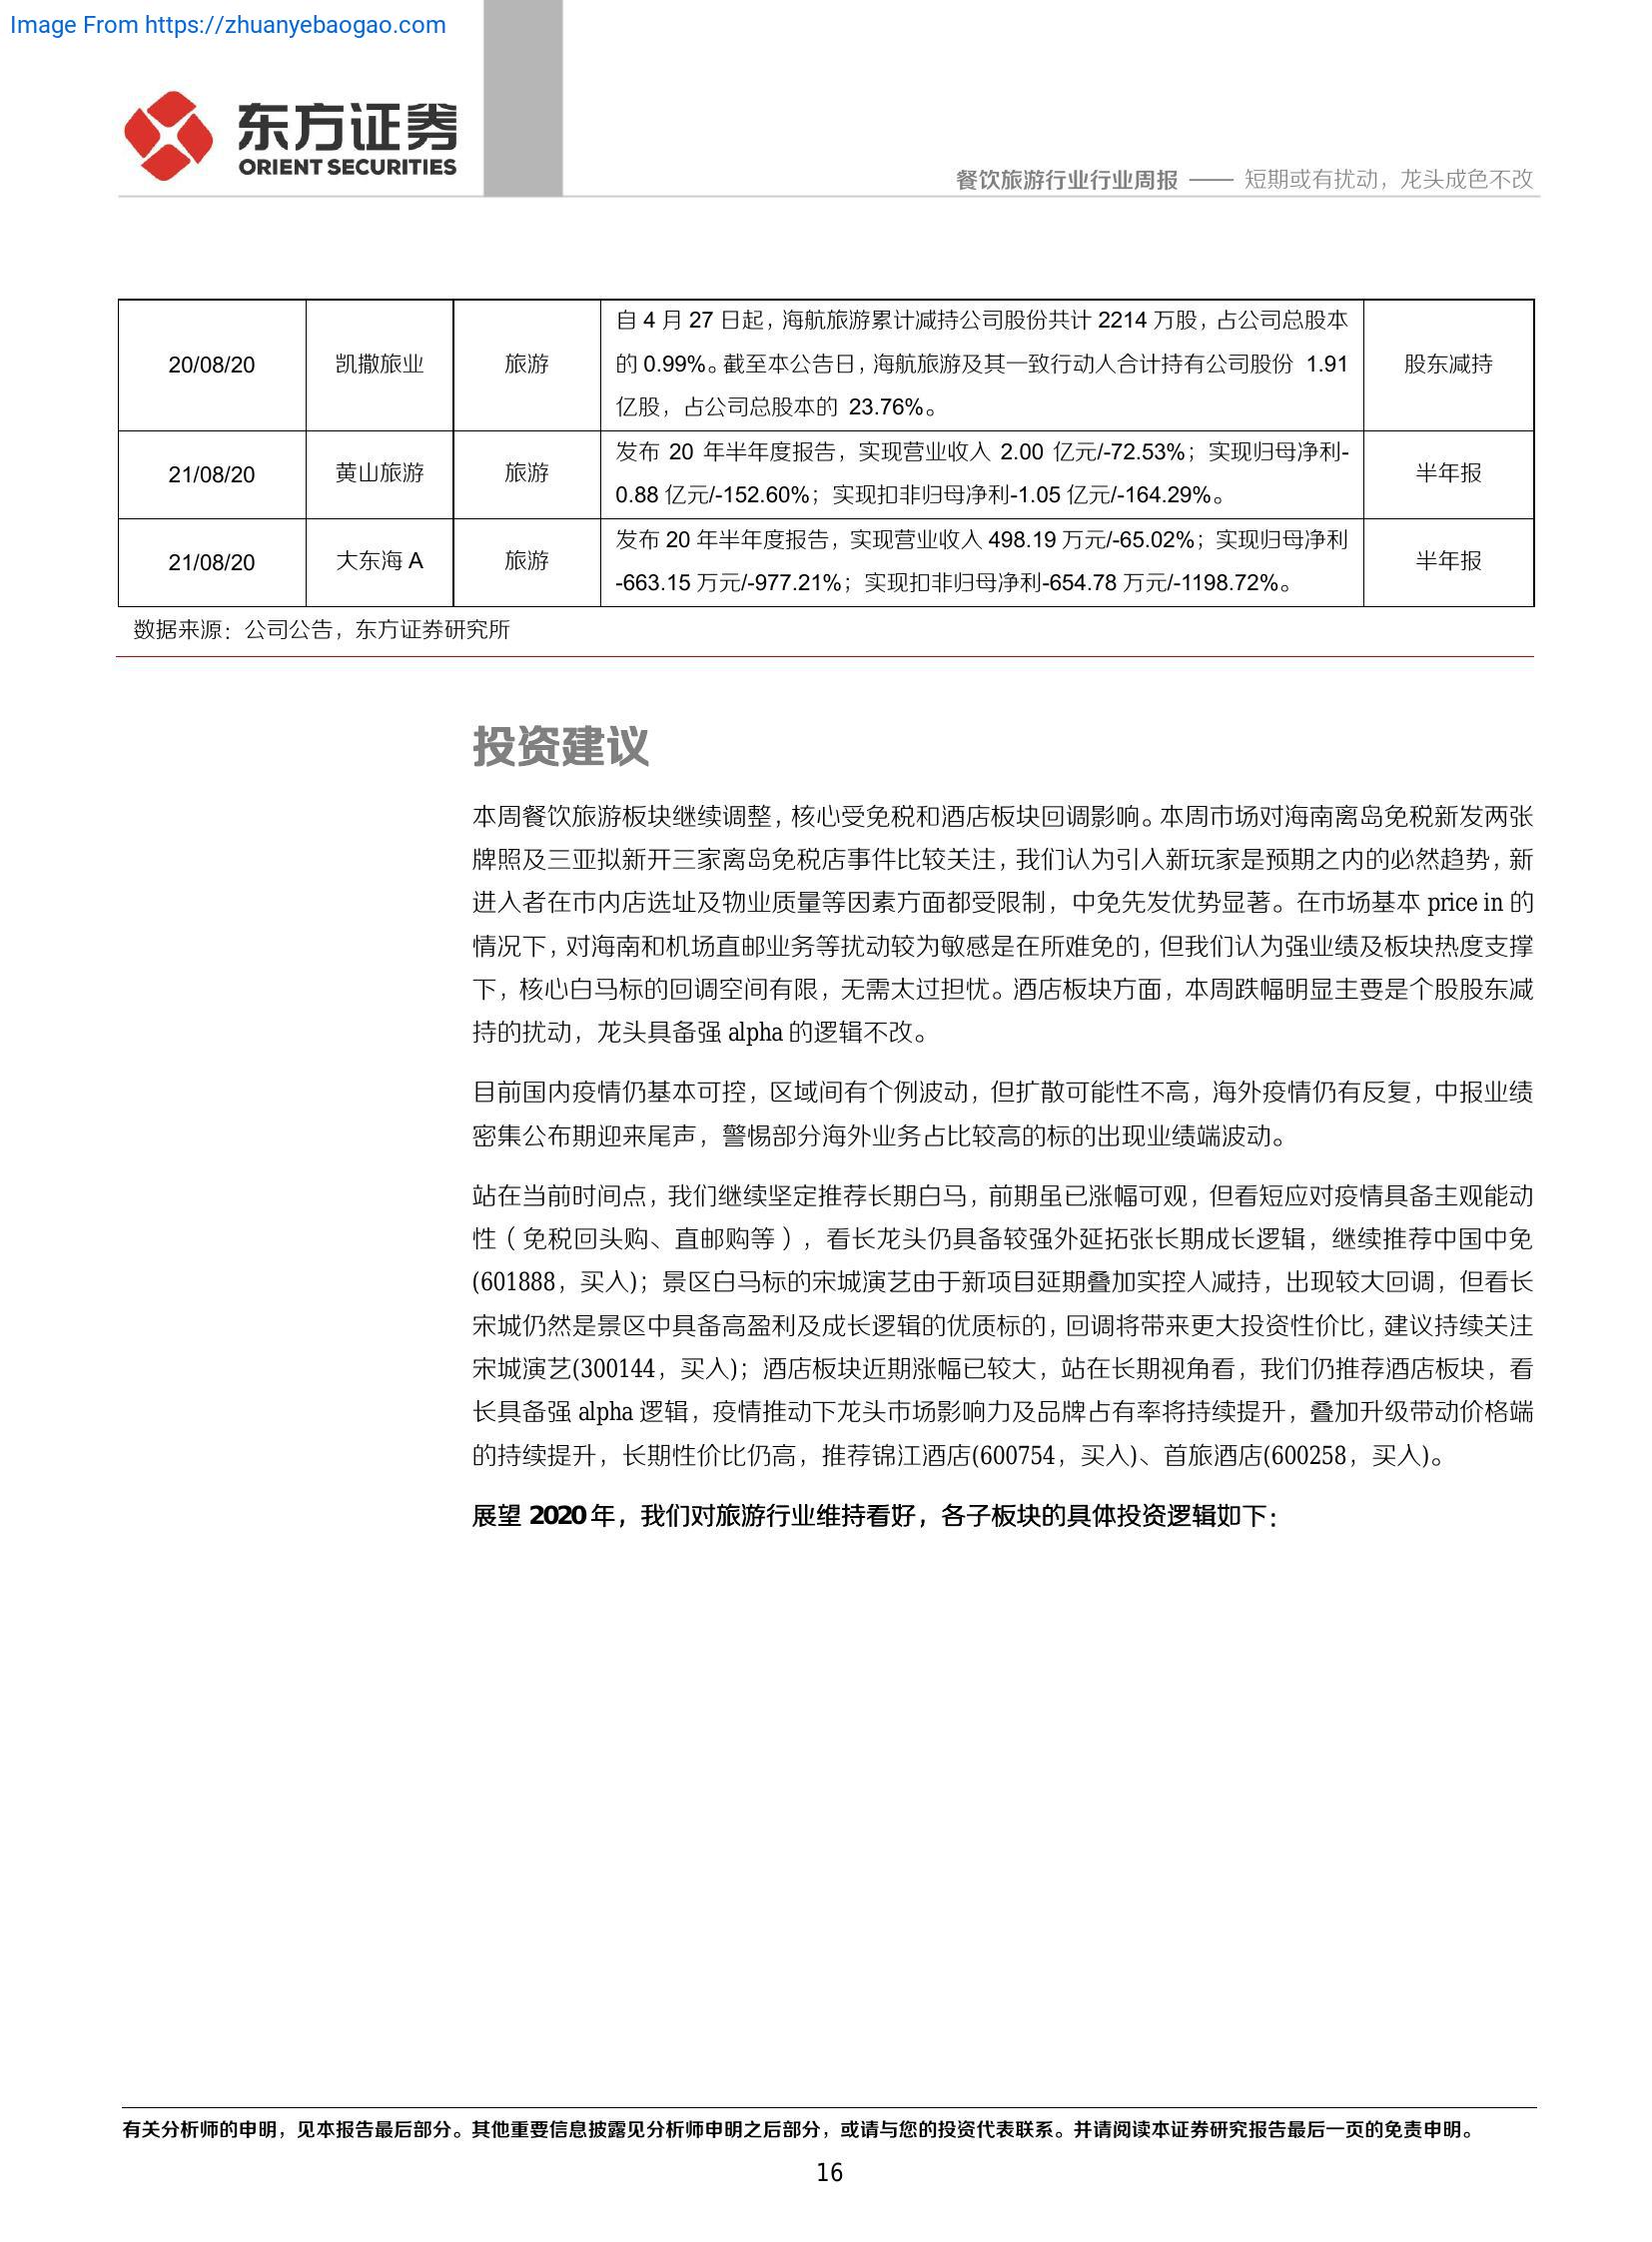 Image From https://zhuanyebaogao.com
东方证券
ORIENT SECURITIES
餐饮旅游行业行业周报 —— 短期或有扰动，龙头成色不改
20/08/20
凯撒旅业
旅游
自 4 月 27 日起，海航旅游累计减持公司股份共计 2214 万股，占公司总股本
的 0.99%。截至本公告日，海航旅游及其一致行动人合计持有公司股份 1.91
亿股，占公司总股本的 23.76%。
股东减持
21/08/20
黄山旅游
旅游
发布 20 年半年度报告，实现营业收入 2.00 亿元/-72.53%；实现归母净利-
0.88 亿元/-152.60%；实现扣非归母净利-1.05 亿元/-164.29%。
半年报
21/08/20
大东海 A
旅游
发布 20 年半年度报告，实现营业收入 498.19 万元/-65.02%；实现归母净利
-663.15 万元/-977.21%；实现扣非归母净利-654.78 万元/-1198.72%。
半年报
数据来源：公司公告，东方证券研究所
投资建议
本周餐饮旅游板块继续调整，核心受免税和酒店板块回调影响。本周市场对海南离岛免税新发两张
牌照及三亚拟新开三家离岛免税店事件比较关注，我们认为引入新玩家是预期之内的必然趋势，新
进入者在市内店选址及物业质量等因素方面都受限制，中免先发优势显著。在市场基本 price in 的
情况下，对海南和机场直邮业务等扰动较为敏感是在所难免的，但我们认为强业绩及板块热度支撑
下，核心白马标的回调空间有限，无需太过担忧。酒店板块方面，本周跌幅明显主要是个股股东减
持的扰动，龙头具备强 alpha 的逻辑不改。
目前国内疫情仍基本可控，区域间有个例波动，但扩散可能性不高，海外疫情仍有反复，中报业绩
密集公布期迎来尾声，警惕部分海外业务占比较高的标的出现业绩端波动。
站在当前时间点，我们继续坚定推荐长期白马，前期虽已涨幅可观，但看短应对疫情具备主观能动
性（免税回头购、直邮购等），看长龙头仍具备较强外延拓张长期成长逻辑，继续推荐中国中免
(601888，买入)；景区白马标的宋城演艺由于新项目延期叠加实控人减持，出现较大回调，但看长
宋城仍然是景区中具备高盈利及成长逻辑的优质标的，回调将带来更大投资性价比，建议持续关注
宋城演艺(300144，买入)；酒店板块近期涨幅已较大，站在长期视角看，我们仍推荐酒店板块，看
长具备强 alpha 逻辑，疫情推动下龙头市场影响力及品牌占有率将持续提升，叠加升级带动价格端
的持续提升，长期性价比仍高，推荐锦江酒店(600754，买入)、首旅酒店(600258，买入)。
展望 2020 年，我们对旅游行业维持看好，各子板块的具体投资逻辑如下：
有关分析师的申明，见本报告最后部分。其他重要信息披露见分析师申明之后部分，或请与您的投资代表联系。并请阅读本证券研究报告最后一页的免责申明。
16